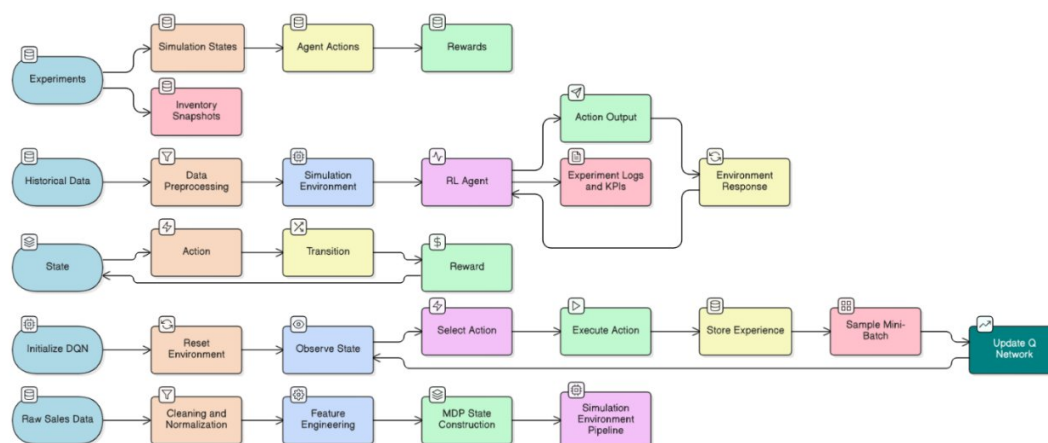 Simulation States
Agent Actions
Rewards
Experiments
Inventory
Snapshots
Action Output
Historical Data
Data
Preprocessing
Simulation
Environment
RL Agent
Experiment Logs
and KPIs
Environment
Response
Action
Transition
State
Reward
Select Action
Execute Action
Store Experience
Sample Mini-
Batch
Initialize DQN
Reset
Environment
Observe State
Update Q
Network
Raw Sales Data
Cleaning and
Normalization
Feature
Engineering
MDP State
Construction
Simulation
Environment
Pipeline